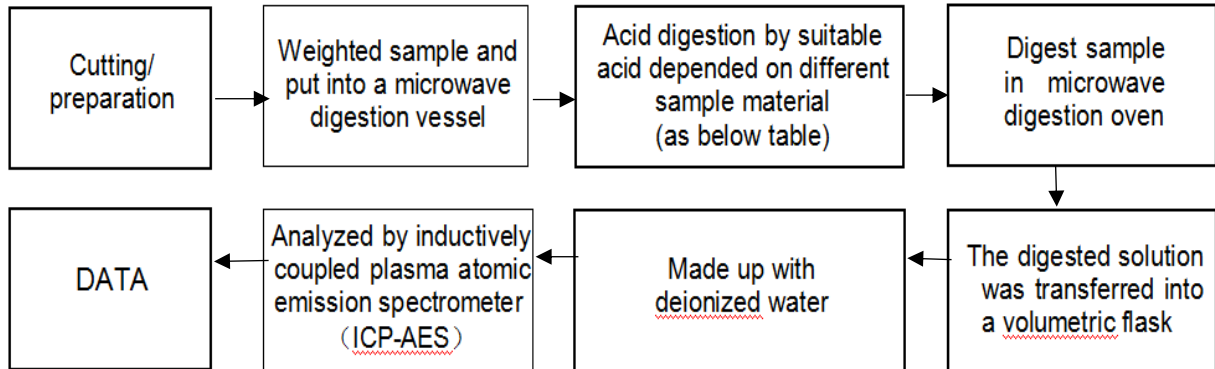 Cutting/
preparation
Weighted sample and
put into a microwave
digestion vessel
Acid digestion by suitable
acid depended on different
sample material
(as below table)
Digest sample
in microwave
digestion oven
The digested solution
was transferred into
a volumetric flask
Made up with
deionized water
Analyzed by inductively
coupled plasma atomic
emission spectrometer
（ICP-AES）
DATA